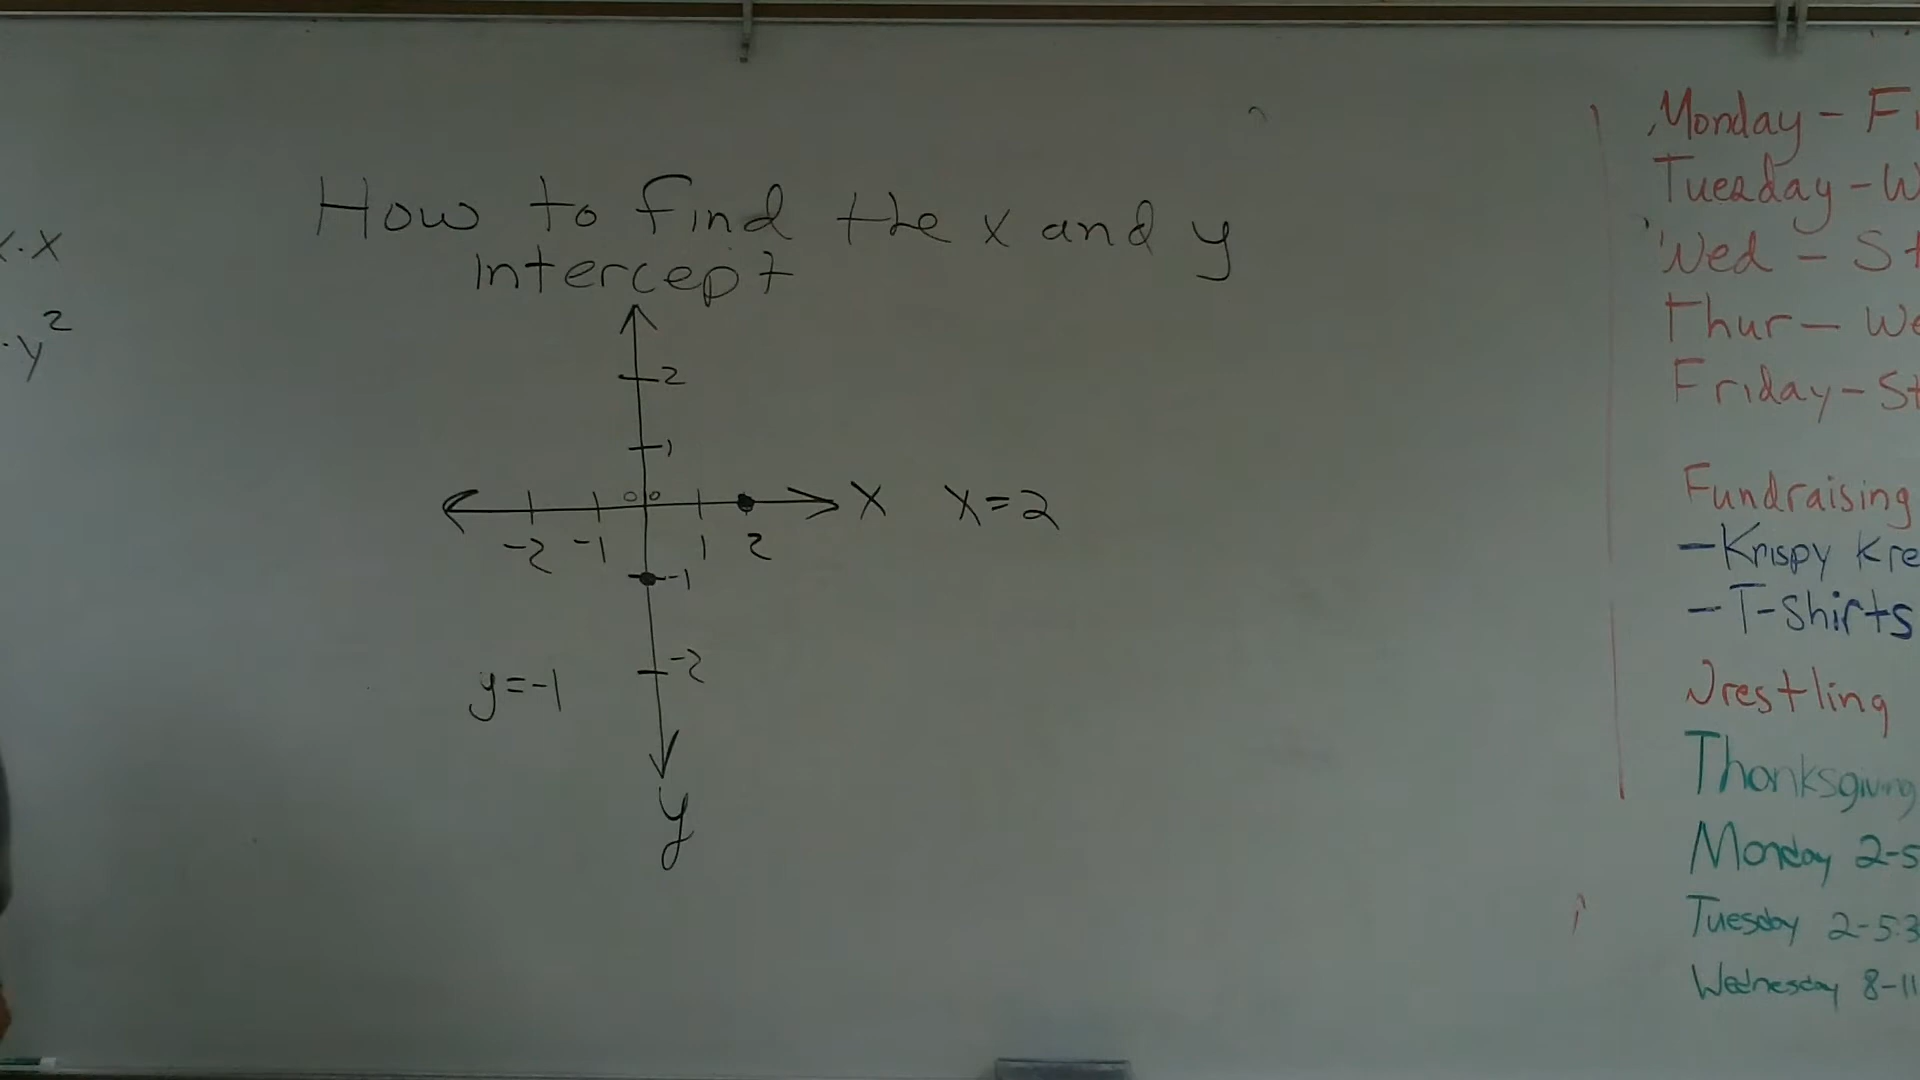 How to find the x and y
intercept
x
y²
2
1
0 0
X
X=2
-2 -1 1 2
-1
-2
y=-1
y
Monday -
Tuesday -
Wed -
Thur -
Friday -
Fundraising
- Krispy Kre
- T-Shirts
Wrestling
Thanksgiving
Monday 2-5
Tuesday 2-5:3
Wednesday 8-11